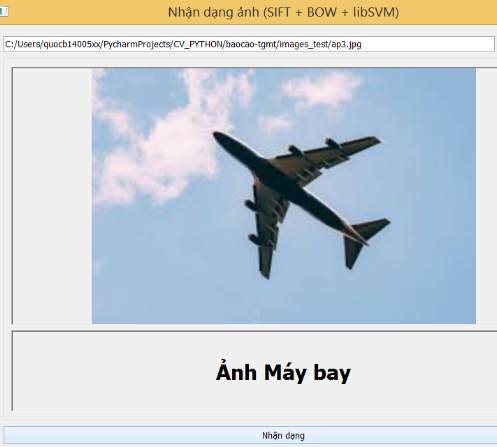 Nhận dạng ảnh (SIFT + BOW + libSVM)
C:/Users/quocb14005xx/PycharmProjects/CV_PYTHON/baocao-tgmt/images_test/ap3.jpg
Ảnh Máy bay
Nhận dạng